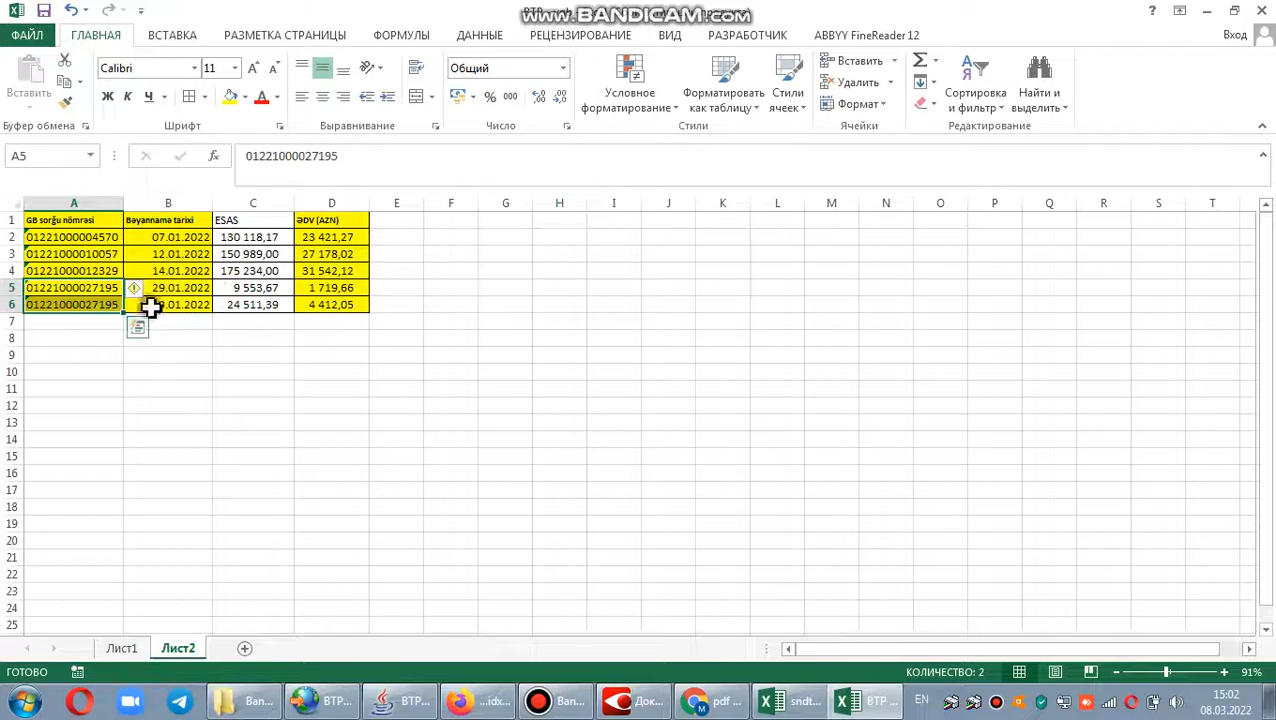 www.BANDICAM.com
Вход
ФАЙЛ ГЛАВНАЯ ВСТАВКА РАЗМЕТКА СТРАНИЦЫ ФОРМУЛЫ ДАННЫЕ РЕЦЕНЗИРОВАНИЕ ВИД РАЗРАБОТЧИК ABBYY FineReader 12
Вставить
Calibri 11
Ж К Ч
Общий
% 000
Условное форматирование
Форматировать как таблицу
Стили ячеек
Вставить
Удалить
Формат
Сортировка и фильтр
Найти и выделить
Буфер обмена Шрифт Выравнивание Число Стили Ячейки Редактирование
A5 fx 01221000027195
A B C D E F G H I J K L M N O P Q R S T
1 GB sorğu nömrəsi Bəyannamə tarixi ESAS ƏDV (AZN)
2 01221000004570 07.01.2022 130 118,17 23 421,27
3 01221000010057 12.01.2022 150 989,00 27 178,02
4 01221000012329 14.01.2022 175 234,00 31 542,12
5 01221000027195 29.01.2022 9 553,67 1 719,66
6 01221000027195 .01.2022 24 511,39 4 412,05
7
8
9
10
11
12
13
14
15
16
17
18
19
20
21
22
23
24
25
Лист1 Лист2
ГОТОВО КОЛИЧЕСТВО: 2 91%
Ban... BTP... BTP... ...idx... Ban... Док... pdf ... sndt... BTP ... EN 15:02
08.03.2022